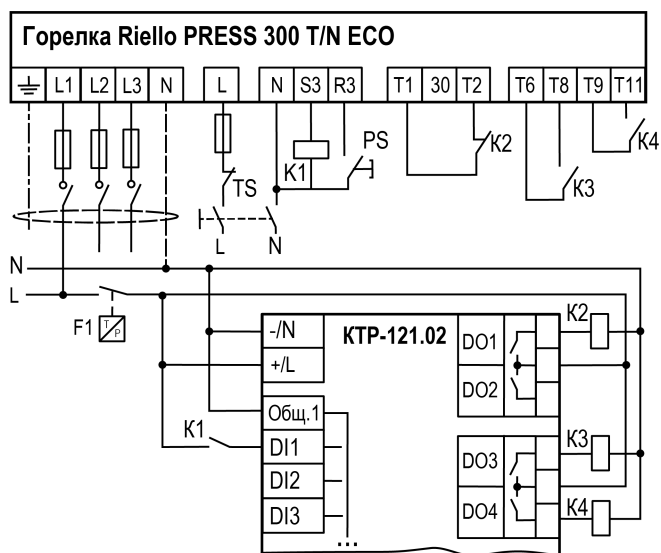 Горелка Riello PRESS 300 T/N ECO
L1 L2 L3 N L N S3 R3 T1 30 T2 T6 T8 T9 T11
PS
K1
K2
K4
TS
K3
L N
N
L
F1
T
P
КТР-121.02
-/N
+/L
Общ.1
DI1
DI2
DI3
...
K1
DO1
DO2
DO3
DO4
K2
K3
K4